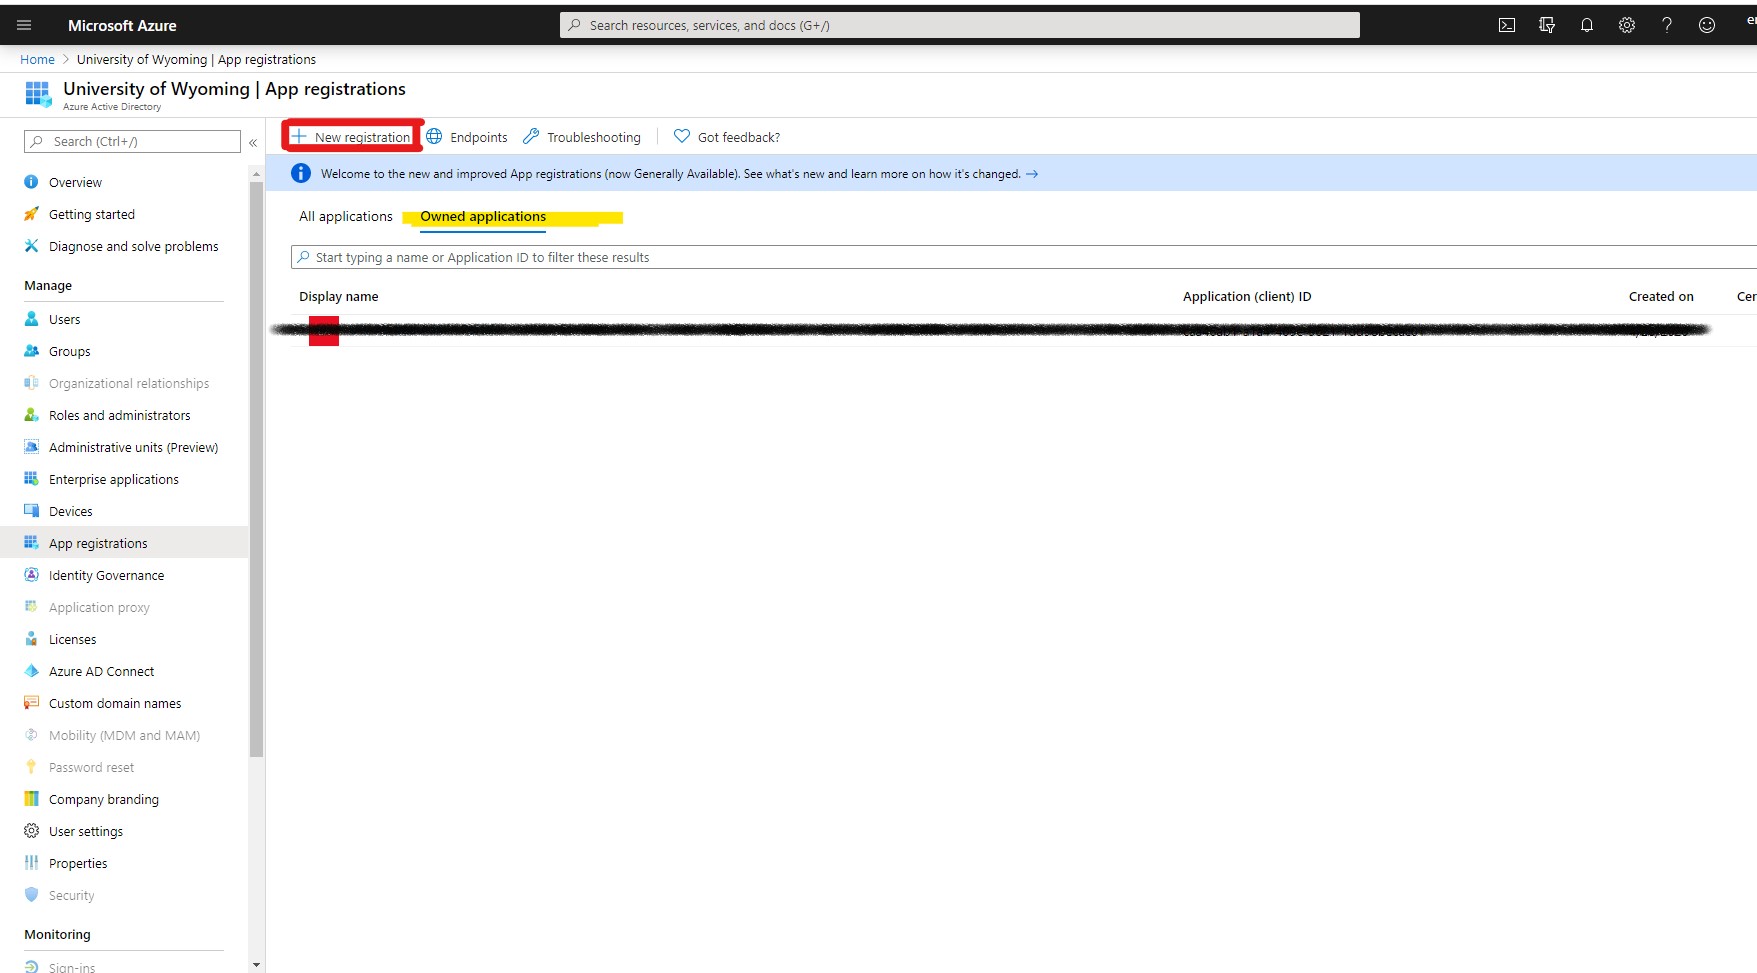 Microsoft Azure
Search resources, services, and docs (G+/)
Home > University of Wyoming | App registrations
University of Wyoming | App registrations
Azure Active Directory
Search (Ctrl+/)
«
New registration
Endpoints
Troubleshooting
Got feedback?
Welcome to the new and improved App registrations (now Generally Available). See what's new and learn more on how it's changed. →
All applications
Owned applications
Start typing a name or Application ID to filter these results
Display name
Application (client) ID
Created on
Overview
Getting started
Diagnose and solve problems
Manage
Users
Groups
Organizational relationships
Roles and administrators
Administrative units (Preview)
Enterprise applications
Devices
App registrations
Identity Governance
Application proxy
Licenses
Azure AD Connect
Custom domain names
Mobility (MDM and MAM)
Password reset
Company branding
User settings
Properties
Security
Monitoring
Sign-ins